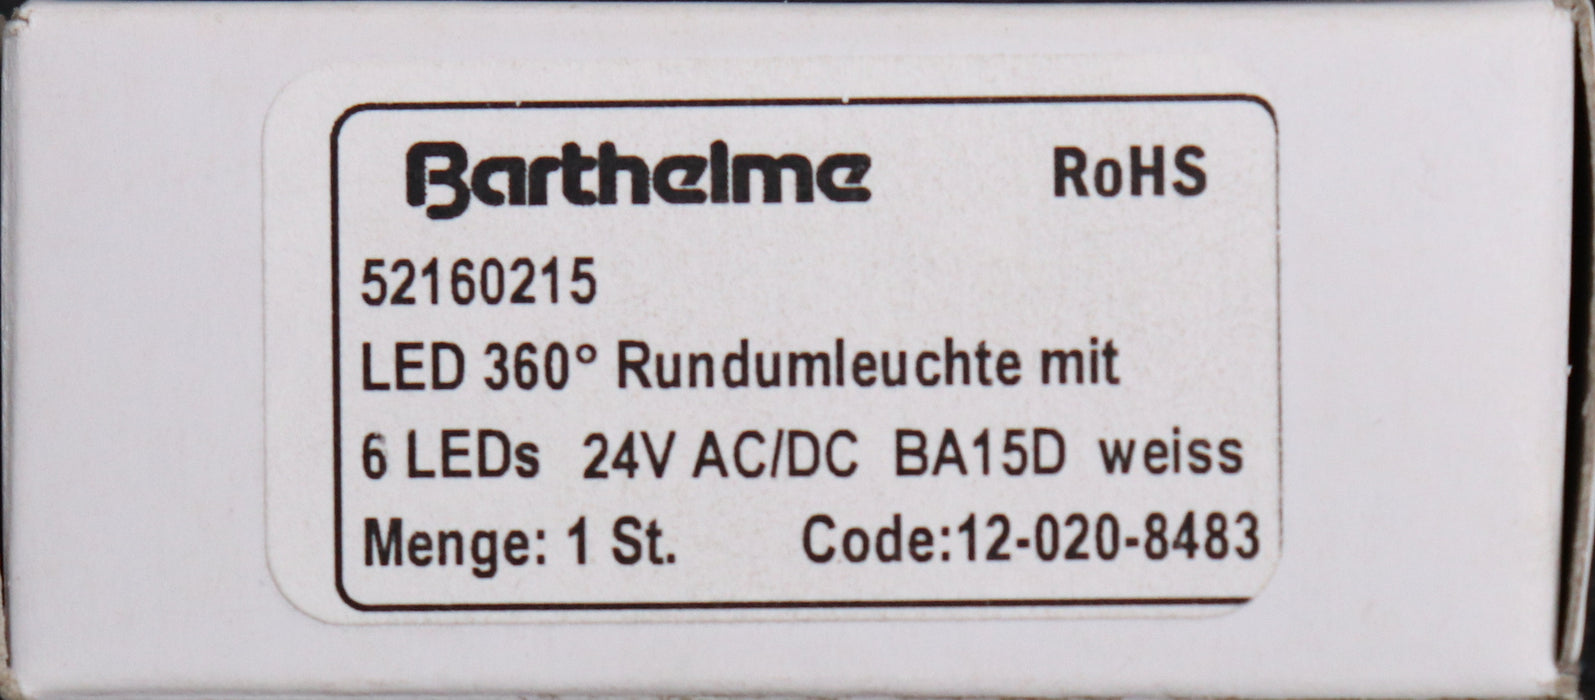 Barthelme RoHS
52160215
LED 360° Rundumleuchte mit
6 LEDs 24V AC/DC BA15D weiss
Menge: 1 St. Code:12-020-8483